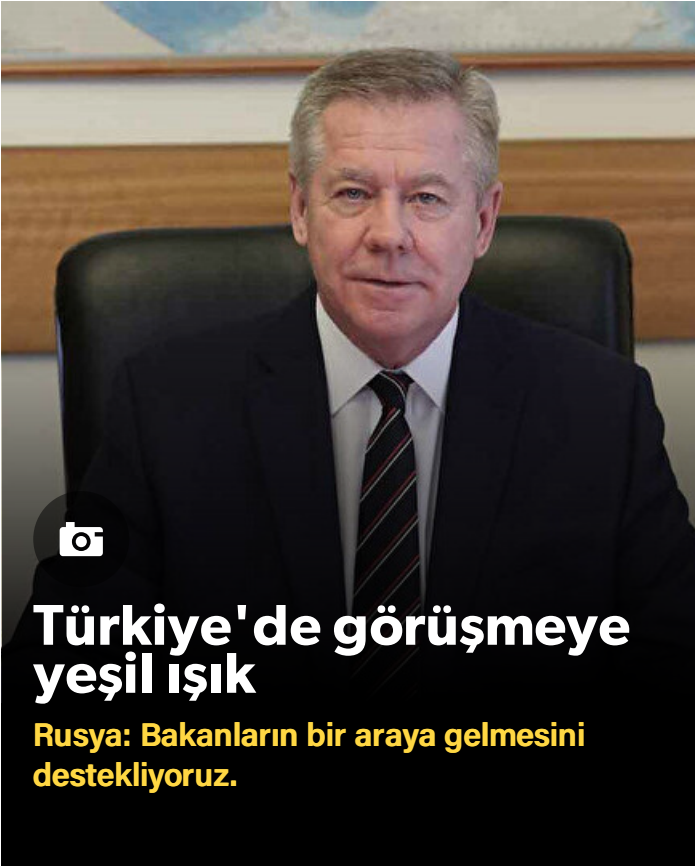 Türkiye'de görüşmeye
yeşil ışık
Rusya: Bakanların bir araya gelmesini
destekliyoruz.